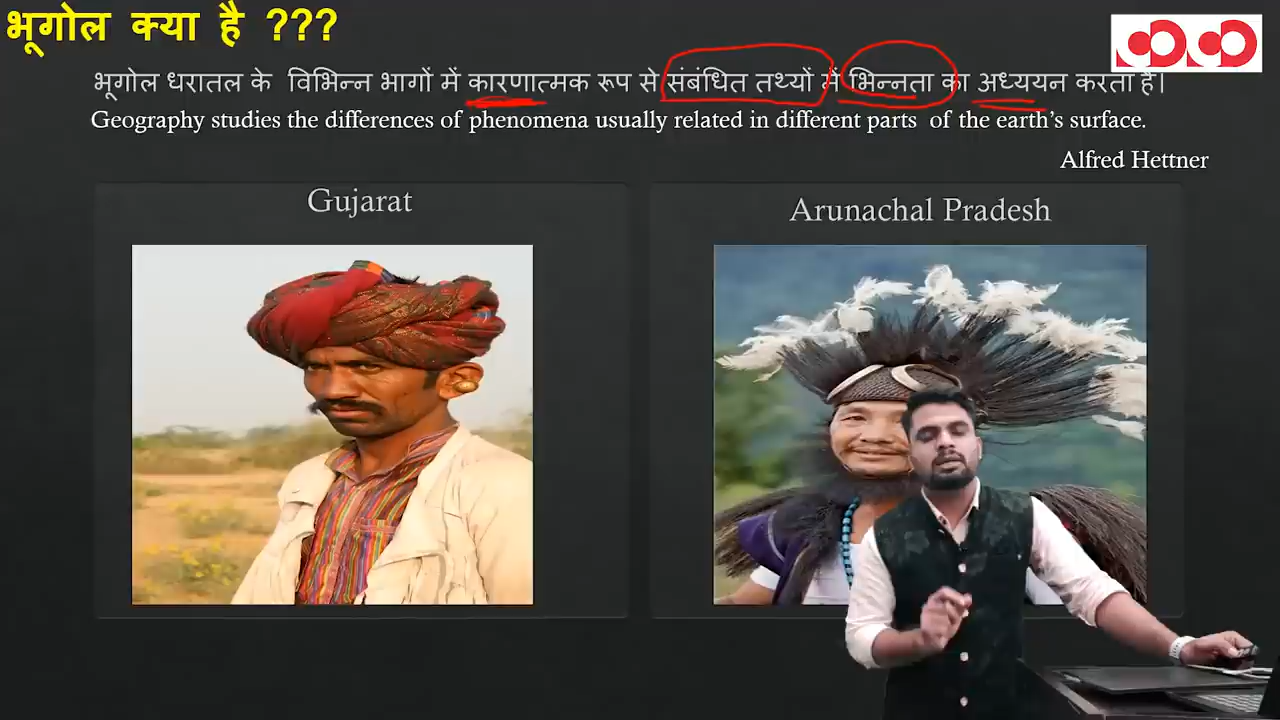 भूगोल क्या है ???
भूगोल धरातल के विभिन्न भागों में कारणात्मक रूप से संबंधित तथ्यों में भिन्नता का अध्ययन करता है।
Geography studies the differences of phenomena usually related in different parts of the earth's surface.
Alfred Hettner
Gujarat
Arunachal Pradesh